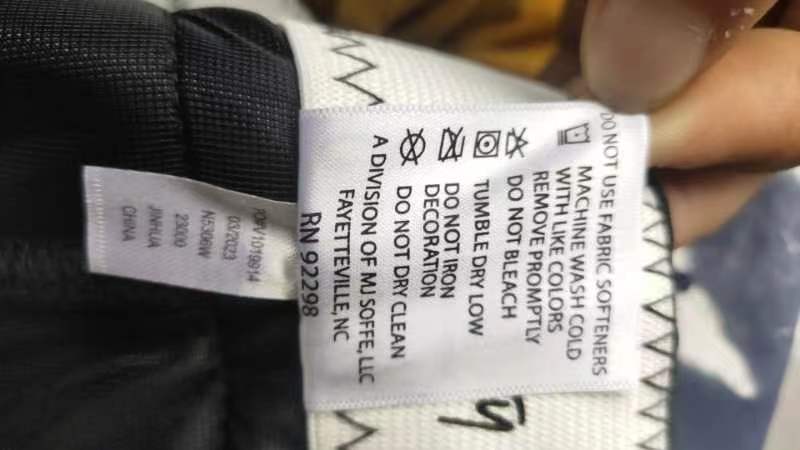 DO NOT USE FABRIC SOFTENERS
MACHINE WASH COLD
WITH LIKE COLORS
REMOVE PROMPTLY
DO NOT BLEACH
TUMBLE DRY LOW
DO NOT IRON
DECORATION
DO NOT DRY CLEAN
A DIVISION OF MJ SOFFE, LLC
FAYETTEVILLE, NC
RN 92298
03/2023
23000
JINHUA
CHINA